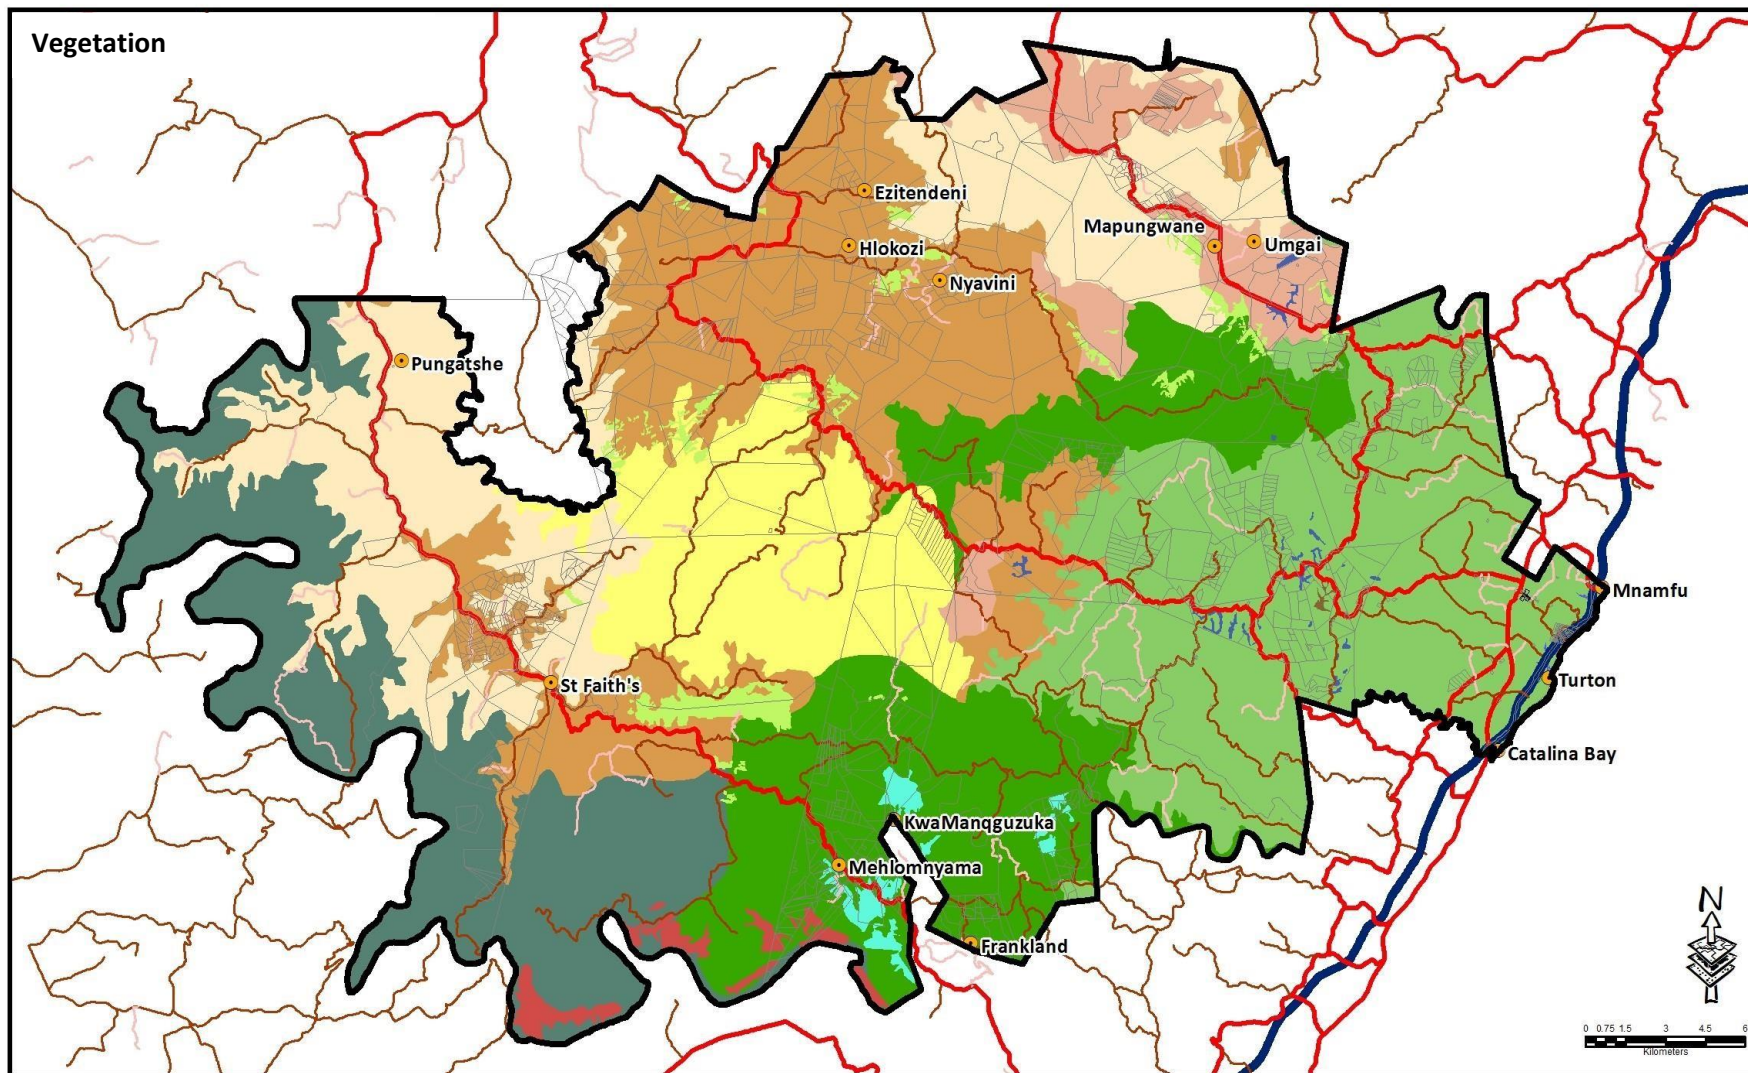 Vegetation
Ezitendeni
Mapungwane
Umgai
Hlokozi
Nyavini
Pungatshe
Mnamfu
St Faith's
Turton
Catalina Bay
KwaManqguzuka
Mehlomnyama
Frankland
N
0 0.75 1.5 3 4.5 6
Kilometers